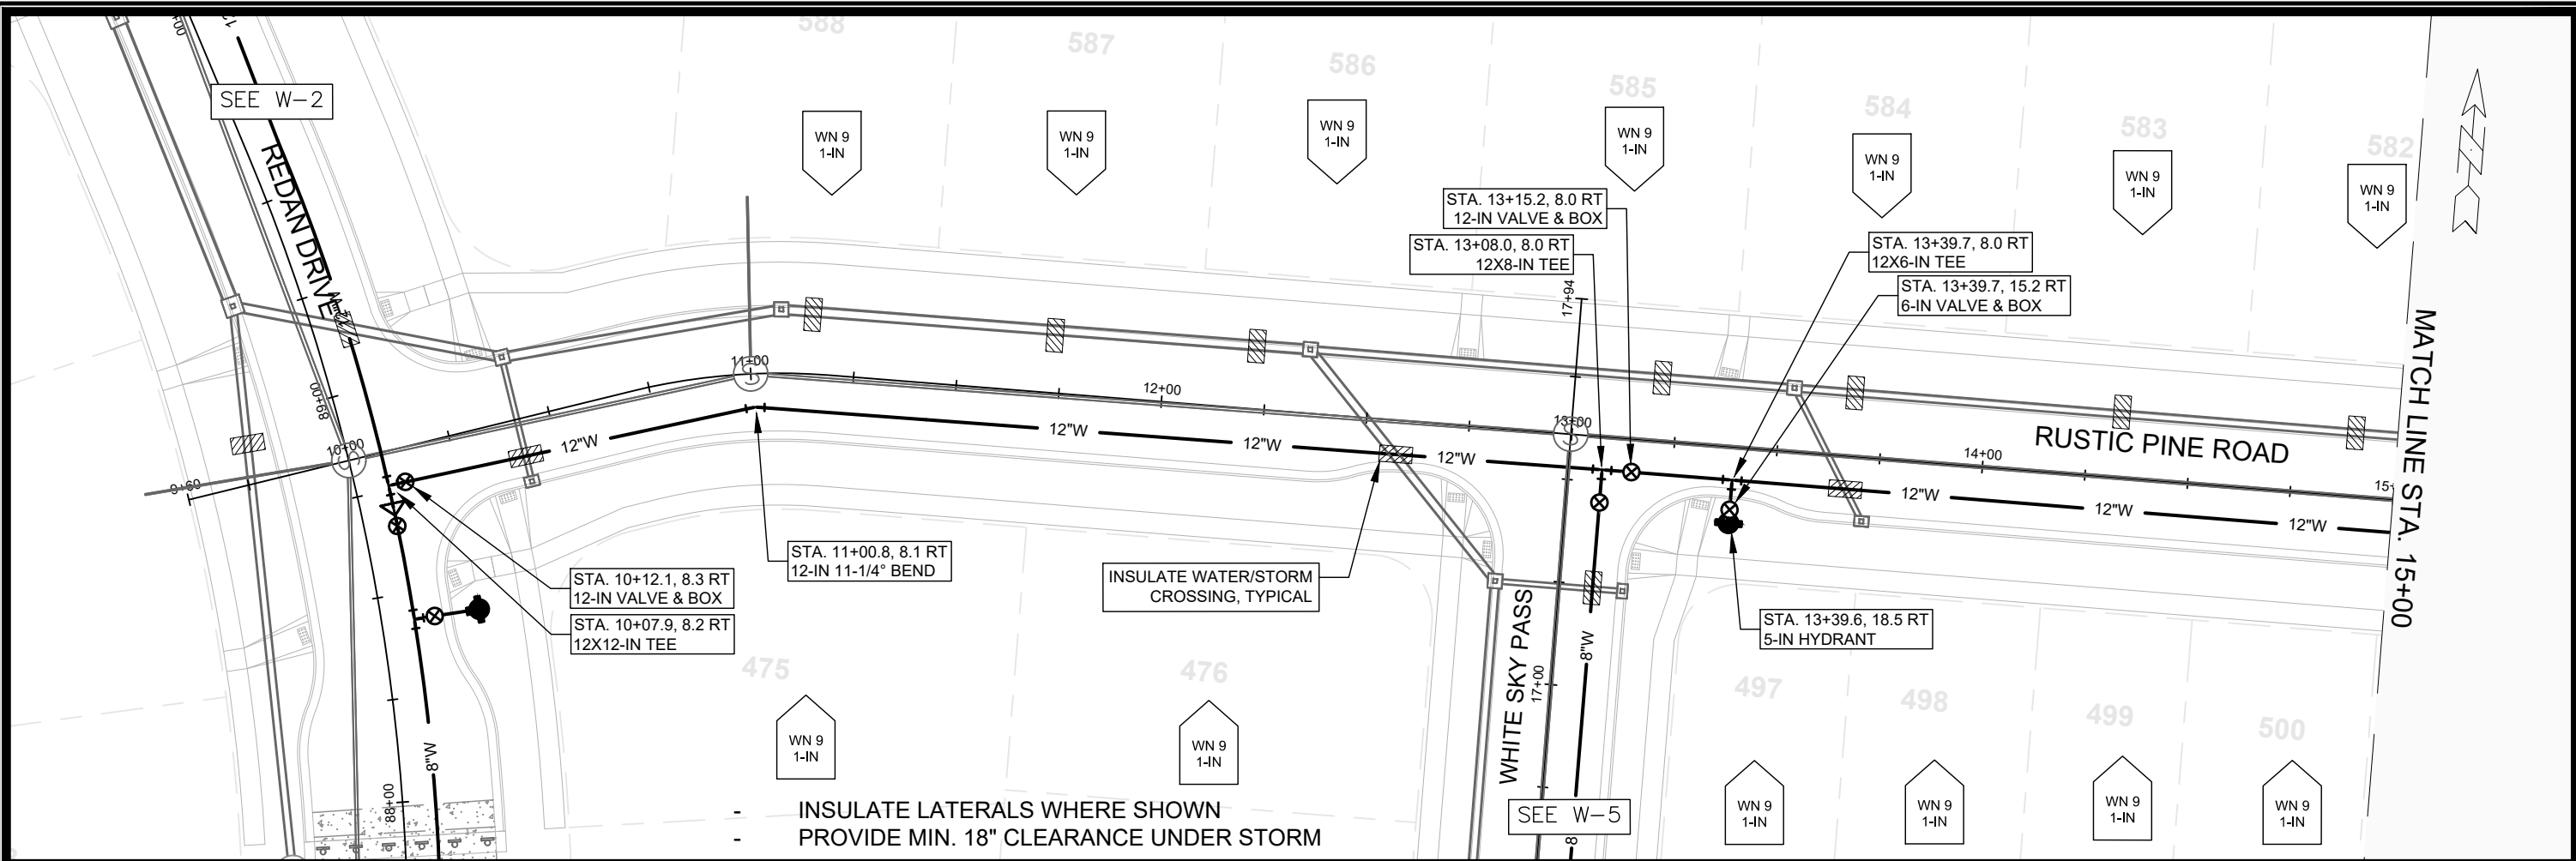 588
587
586
585
584
583
582
SEE W-2
REDAN DRIVE
WN 9
1-IN
WN 9
1-IN
WN 9
1-IN
WN 9
1-IN
WN 9
1-IN
WN 9
1-IN
WN 9
1-IN
STA. 13+15.2, 8.0 RT
12-IN VALVE & BOX
STA. 13+08.0, 8.0 RT
12X8-IN TEE
STA. 13+39.7, 8.0 RT
12X6-IN TEE
STA. 13+39.7, 15.2 RT
6-IN VALVE & BOX
17+94
MATCH LINE STA. 15+00
89+00
9+60
10+00
11+00
12+00
13+00
14+00
15+
S
S
S
12"W
12"W
12"W
12"W
12"W
12"W
12"W
RUSTIC PINE ROAD
STA. 11+00.8, 8.1 RT
12-IN 11-1/4° BEND
INSULATE WATER/STORM
CROSSING, TYPICAL
STA. 10+12.1, 8.3 RT
12-IN VALVE & BOX
STA. 10+07.9, 8.2 RT
12X12-IN TEE
STA. 13+39.6, 18.5 RT
5-IN HYDRANT
WHITE SKY PASS
17+00
8"W
8"W
88+00
475
476
497
498
499
500
WN 9
1-IN
WN 9
1-IN
WN 9
1-IN
WN 9
1-IN
WN 9
1-IN
WN 9
1-IN
SEE W-5
8
- INSULATE LATERALS WHERE SHOWN
- PROVIDE MIN. 18" CLEARANCE UNDER STORM